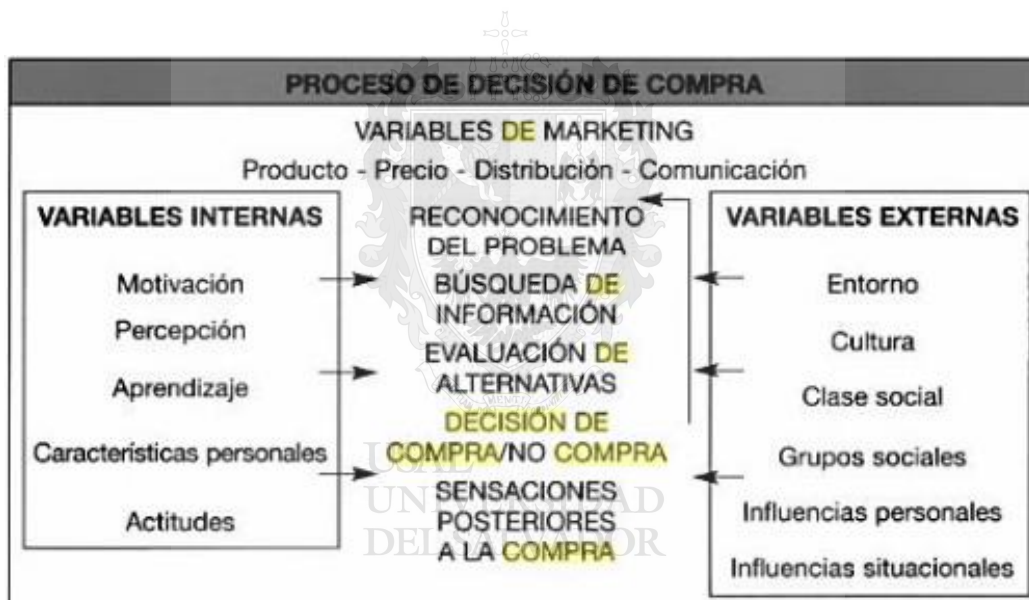 PROCESO DE DECISIÓN DE COMPRA
VARIABLES DE MARKETING
Producto - Precio - Distribución - Comunicación
VARIABLES INTERNAS
Motivación
Percepción
Aprendizaje
Características personales
Actitudes
RECONOCIMIENTO
DEL PROBLEMA
BÚSQUEDA DE
INFORMACIÓN
EVALUACIÓN DE
ALTERNATIVAS
DECISIÓN DE
COMPRA/NO COMPRA
SENSACIONES
POSTERIORES
A LA COMPRA
VARIABLES EXTERNAS
Entorno
Cultura
Clase social
Grupos sociales
Influencias personales
Influencias situacionales
USAL
UNIVERSIDAD
DEL SALVADOR